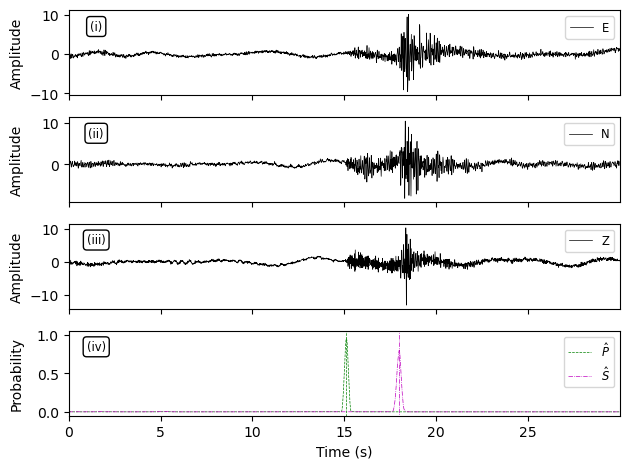 10 (i) E
0
−10
Amplitude
10 (ii) N
0
Amplitude
10 (iii) Z
0
−10
Amplitude
1.0 (iv) P̂
0.5 Ŝ
0.0
Probability
0 5 10 15 20 25
Time (s)